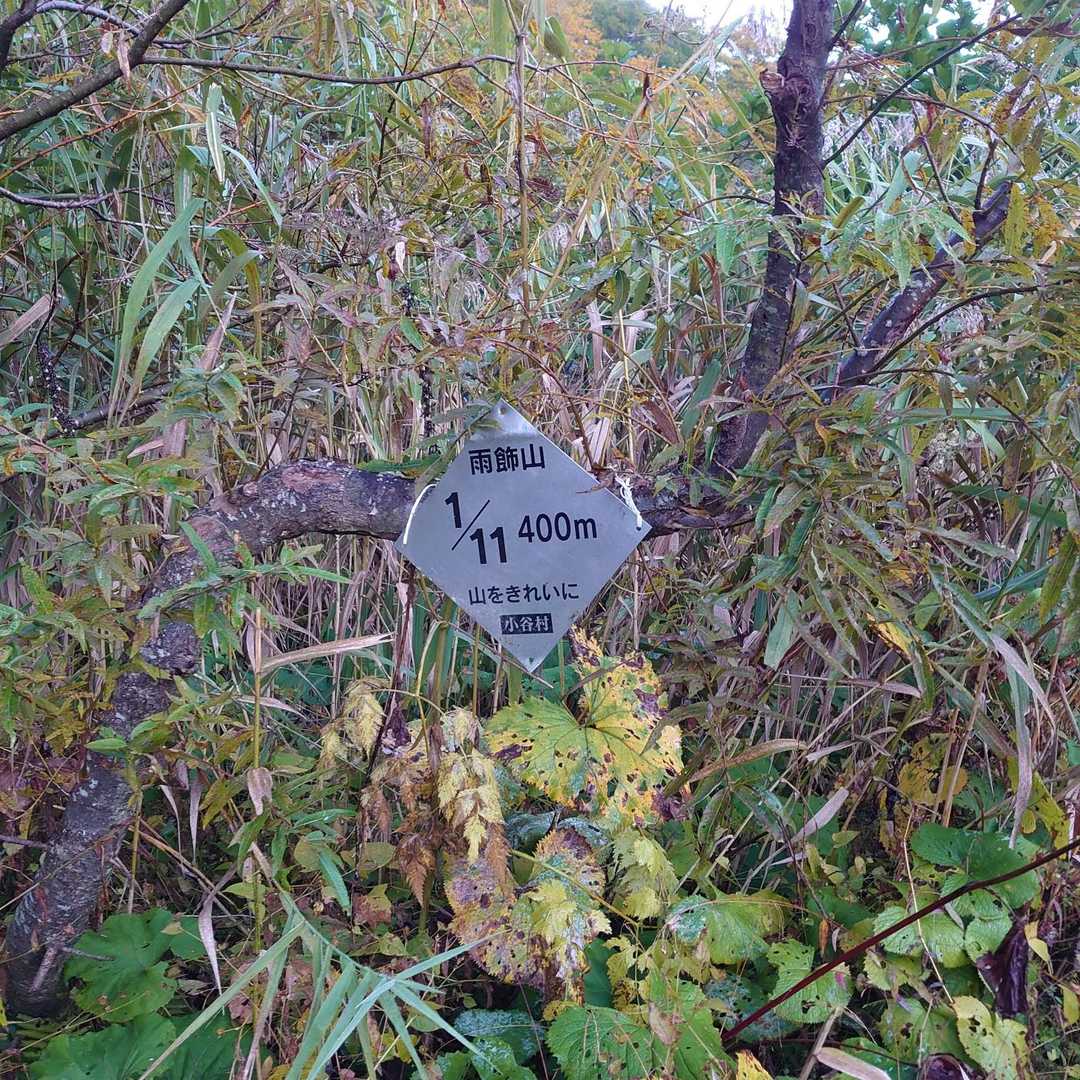 雨飾山
1/11 400m
山をきれいに
小谷村